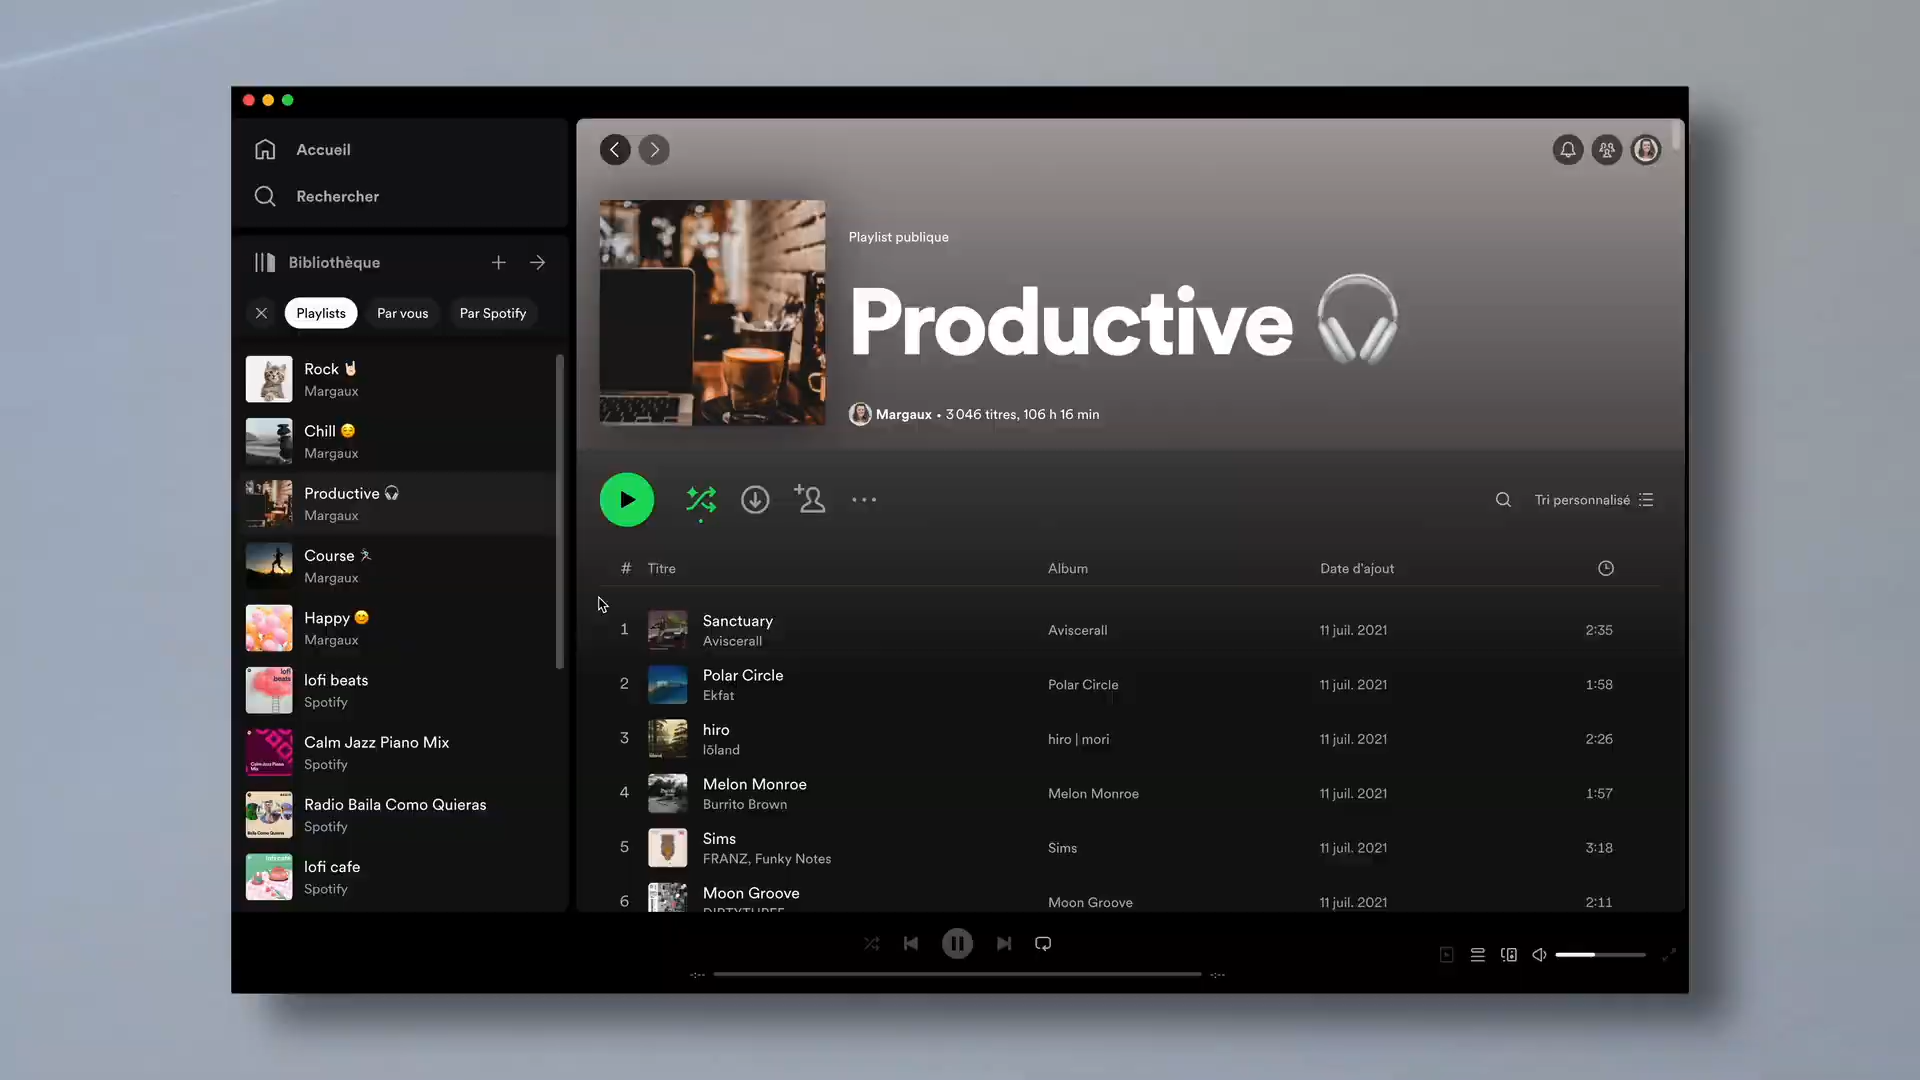 Accueil
Rechercher
Bibliothèque
Playlists
Par vous
Par Spotify
Rock 🤘🏻
Margaux
Chill 😌
Margaux
Productive 🎧
Margaux
Course 🏃
Margaux
Happy 😊
Margaux
lofi beats
Spotify
Calm Jazz Piano Mix
Spotify
Radio Baila Como Quieras
Spotify
lofi cafe
Spotify
Playlist publique
Productive 🎧
Margaux • 3 046 titres, 106 h 16 min
Tri personnalisé
# Titre Album Date d'ajout
1 Sanctuary Aviscerall 11 juil. 2021 2:35
Aviscerall
2 Polar Circle Polar Circle 11 juil. 2021 1:58
Ekfat
3 hiro hiro | mori 11 juil. 2021 2:26
lōland
4 Melon Monroe Melon Monroe 11 juil. 2021 1:57
Burrito Brown
5 Sims Sims 11 juil. 2021 3:18
FRANZ, Funky Notes
6 Moon Groove Moon Groove 11 juil. 2021 2:11
-:-- -:--